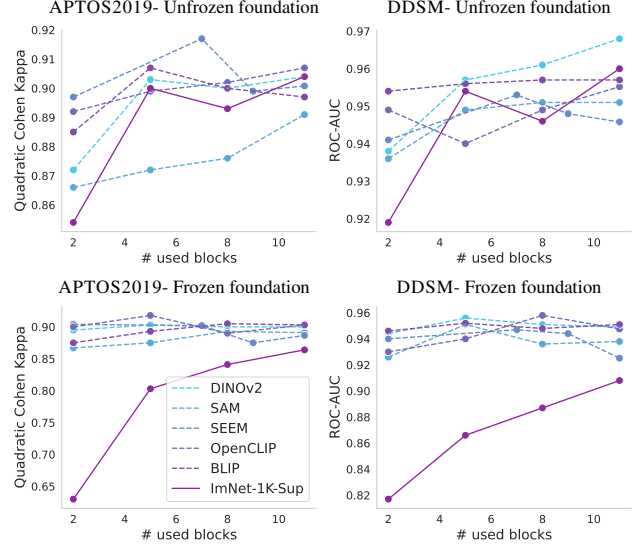 APTOS2019- Unfrozen foundation
Quadratic Cohen Kappa
0.92
0.91
0.90
0.89
0.88
0.87
0.86
2 4 6 8 10
# used blocks
DDSM- Unfrozen foundation
ROC-AUC
0.97
0.96
0.95
0.94
0.93
0.92
2 4 6 8 10
# used blocks
APTOS2019- Frozen foundation
Quadratic Cohen Kappa
0.90
0.85
0.80
0.75
0.70
0.65
2 4 6 8 10
# used blocks
DINOv2
SAM
SEEM
OpenCLIP
BLIP
ImNet-1K-Sup
DDSM- Frozen foundation
ROC-AUC
0.96
0.94
0.92
0.90
0.88
0.86
0.84
0.82
2 4 6 8 10
# used blocks